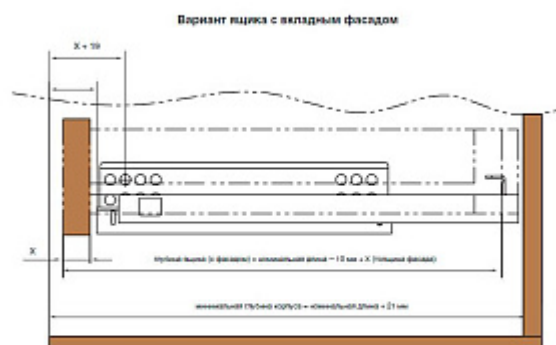 Вариант ящика с вкладным фасадом
X + 19
X
глубина ящика (с фасадом) = номинальная длина – 10 мм + X (толщина фасада)
минимальная глубина корпуса = номинальная длина + 21 мм